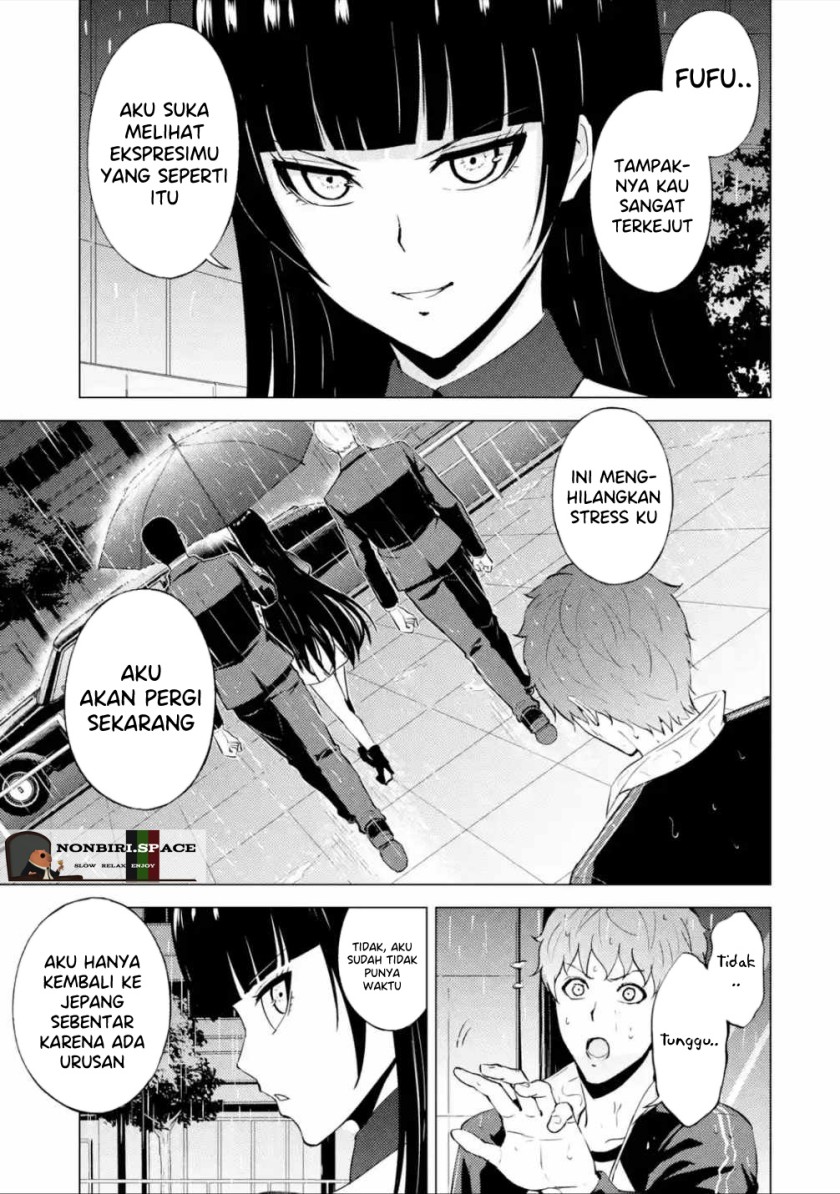 FUFU..
TAMPAK-
NYA KAU
SANGAT
TERKEJUT
AKU SUKA
MELIHAT
EKSPRESIMU
YANG SEPERTI
ITU
INI MENG-
HILANGKAN
STRESS KU
AKU
AKAN PERGI
SEKARANG
NONBIRI.SPACE
SLOW RELAX ENJOY
Tidak
..
Tunggu..
TIDAK, AKU
SUDAH TIDAK
PUNYA
WAKTU
AKU HANYA
KEMBALI KE
JEPANG
SEBENTAR
KARENA ADA
URUSAN